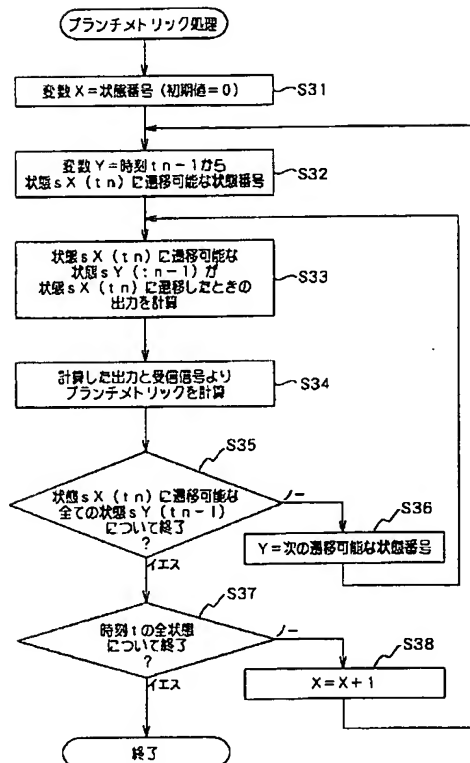 ブランチメトリック処理
変数X=状態番号(初期値=0)
S31
変数Y=時刻tn-1から
状態sX(tn)に遷移可能な状態番号
S32
状態sX(tn)に遷移可能な
状態sY(tn-1)が
状態sX(tn)に遷移したときの
出力を計算
S33
計算した出力と受信信号より
ブランチメトリックを計算
S34
S35
状態sX(tn)に遷移可能な
全ての状態sY(tn-1)
について終了
?
ノー
イエス
S36
Y=次の遷移可能な状態番号
S37
時刻tの全状態
について終了
?
ノー
イエス
S38
X=X+1
終了